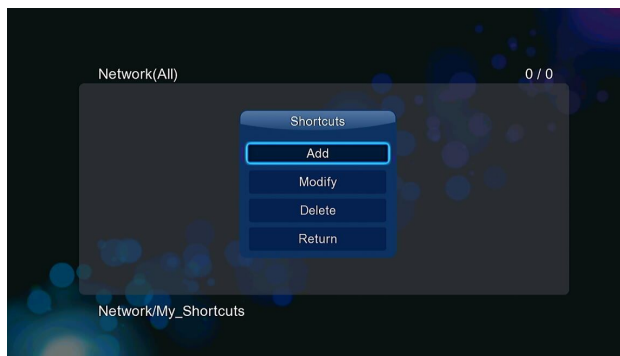 Network(All)
0 / 0
Shortcuts
Add
Modify
Delete
Return
Network/My_Shortcuts